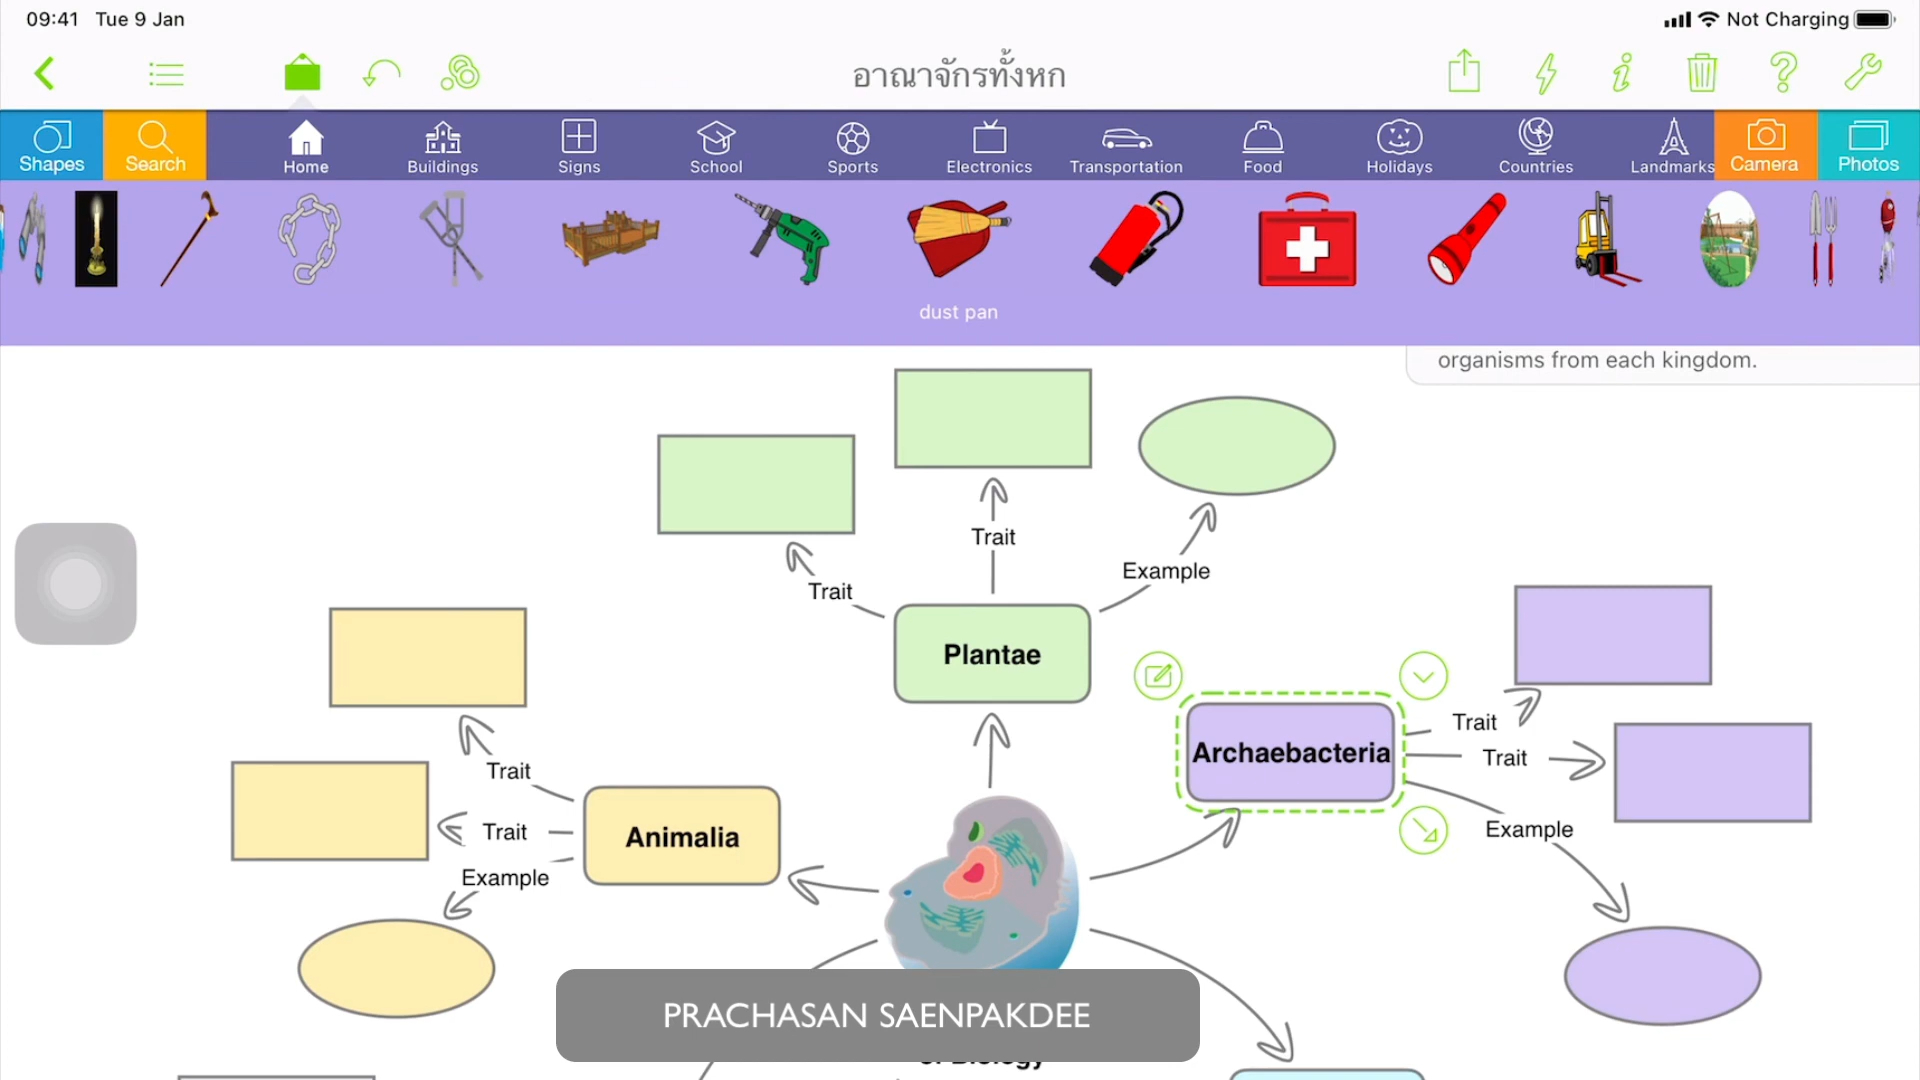 09:41 Tue 9 Jan
Not Charging
อาณาจักรทั้งหก
Shapes
Search
Home
Buildings
Signs
School
Sports
Electronics
Transportation
Food
Holidays
Countries
Landmarks
Camera
Photos
dust pan
organisms from each kingdom.
Trait
Trait
Example
Plantae
Trait
Trait
Example
Animalia
Archaebacteria
Trait
Trait
Example
PRACHASAN SAENPAKDEE
of Biology